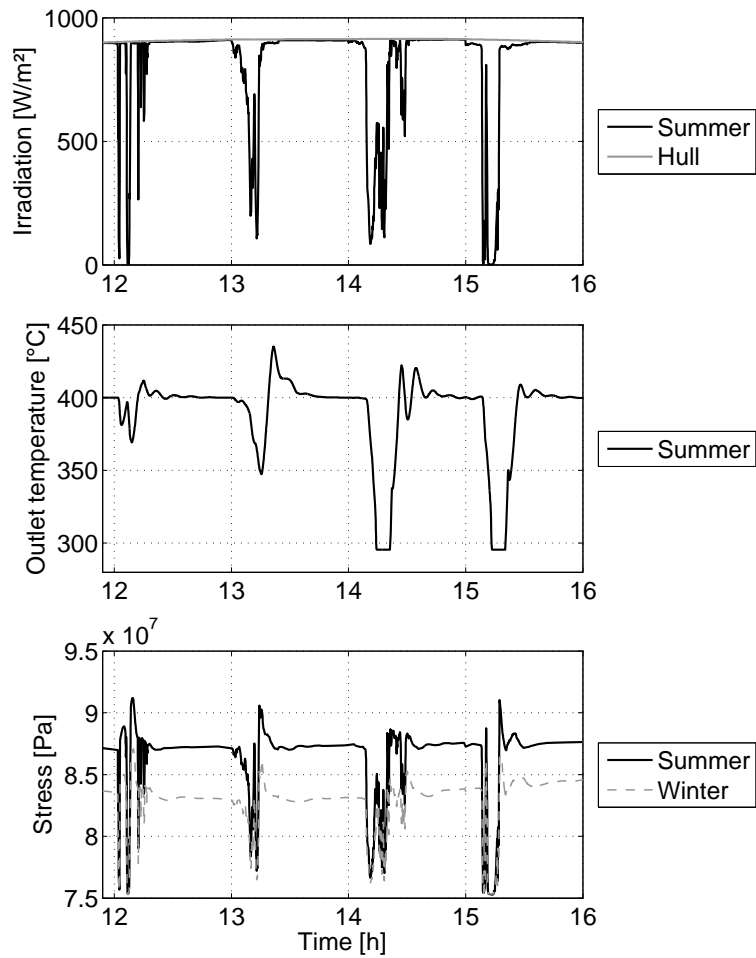 1000
500
0
Irradiation [W/m²]
12 13 14 15 16
Summer
Hull
450
400
350
300
Outlet temperature [°C]
12 13 14 15 16
Summer
x 10⁷
9.5
9
8.5
8
7.5
Stress [Pa]
12 13 14 15 16
Time [h]
Summer
Winter